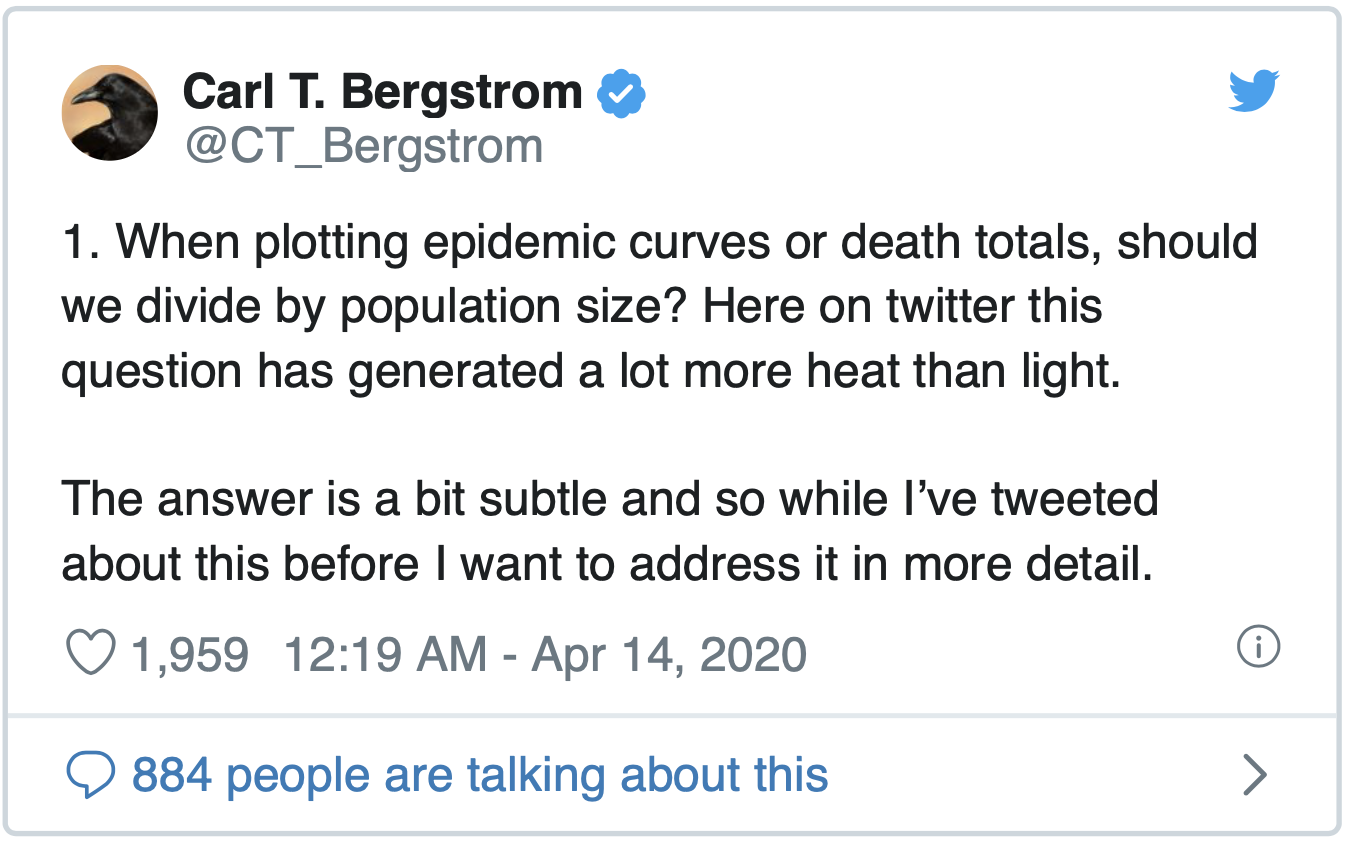 Carl T. Bergstrom
@CT_Bergstrom
1. When plotting epidemic curves or death totals, should
we divide by population size? Here on twitter this
question has generated a lot more heat than light.
The answer is a bit subtle and so while I’ve tweeted
about this before I want to address it in more detail.
1,959 12:19 AM - Apr 14, 2020
884 people are talking about this